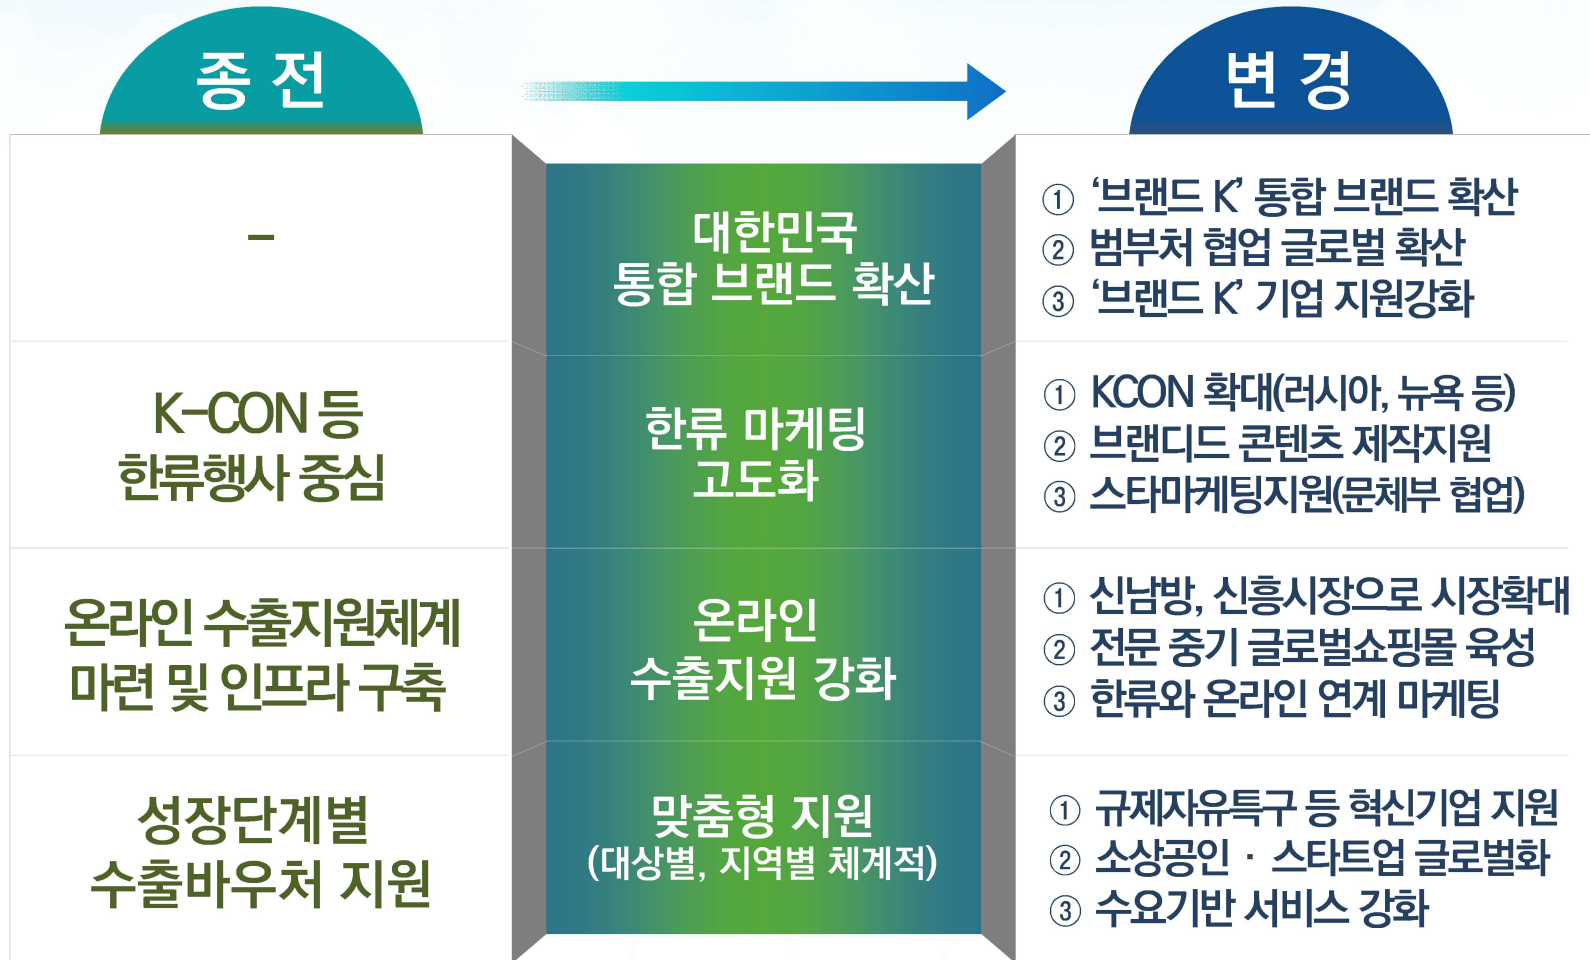 종 전
변 경
-
대한민국
통합 브랜드 확산
① ‘브랜드 K’ 통합 브랜드 확산
② 범부처 협업 글로벌 확산
③ ‘브랜드 K’ 기업 지원강화
K-CON 등
한류행사 중심
한류 마케팅
고도화
① KCON 확대(러시아, 뉴욕 등)
② 브랜디드 콘텐츠 제작지원
③ 스타마케팅지원(문체부 협업)
온라인 수출지원체계
마련 및 인프라 구축
온라인
수출지원 강화
① 신남방, 신흥시장으로 시장확대
② 전문 중기 글로벌쇼핑몰 육성
③ 한류와 온라인 연계 마케팅
성장단계별
수출바우처 지원
맞춤형 지원
(대상별, 지역별 체계적)
① 규제자유특구 등 혁신기업 지원
② 소상공인 · 스타트업 글로벌화
③ 수요기반 서비스 강화